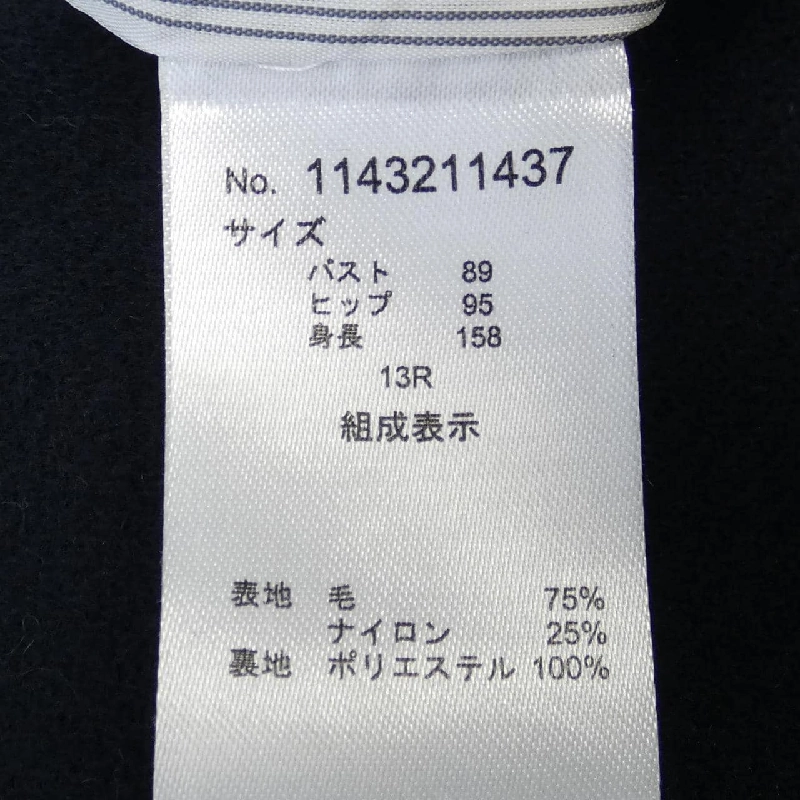 No. 1143211437
サイズ
バスト 89
ヒップ 95
身長 158
13R
組成表示
表地 毛 75%
ナイロン 25%
裏地 ポリエステル 100%